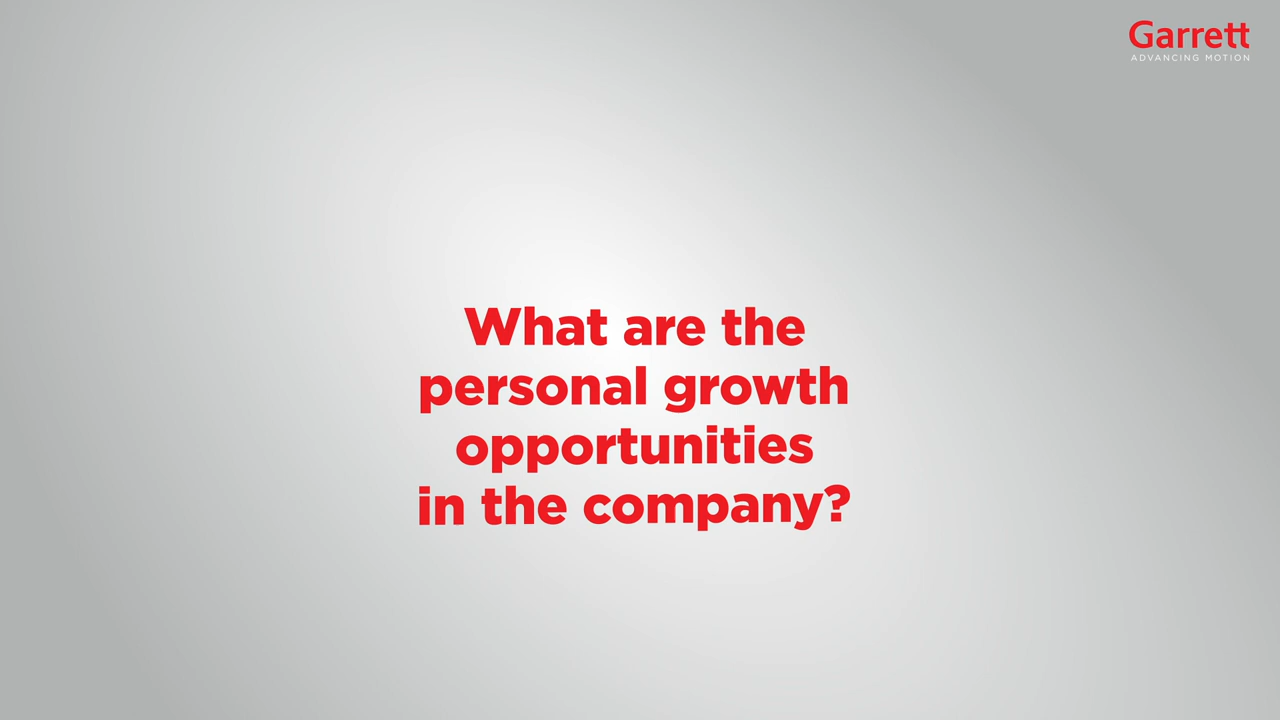 Garrett
ADVANCING MOTION
What are the
personal growth
opportunities
in the company?